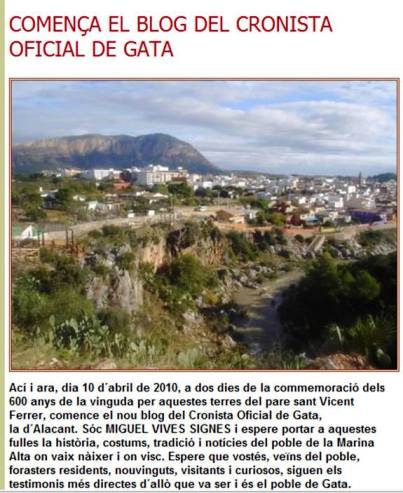 COMENÇA EL BLOG DEL CRONISTA
OFICIAL DE GATA
Ací i ara, dia 10 d´abril de 2010, a dos dies de la commemoració dels
600 anys de la vinguda per aquestes terres del pare sant Vicent
Ferrer, comence el nou blog del Cronista Oficial de Gata,
la d´Alacant. Sóc MIGUEL VIVES SIGNES i espere portar a aquestes
fulles la història, costums, tradició i notícies del poble de la Marina
Alta on vaix nàixer i on visc. Espere que vostés, veïns del poble,
forasters residents, nouvinguts, visitants i curiosos, siguen els
testimonis més directes d´allò que va ser i és el poble de Gata.